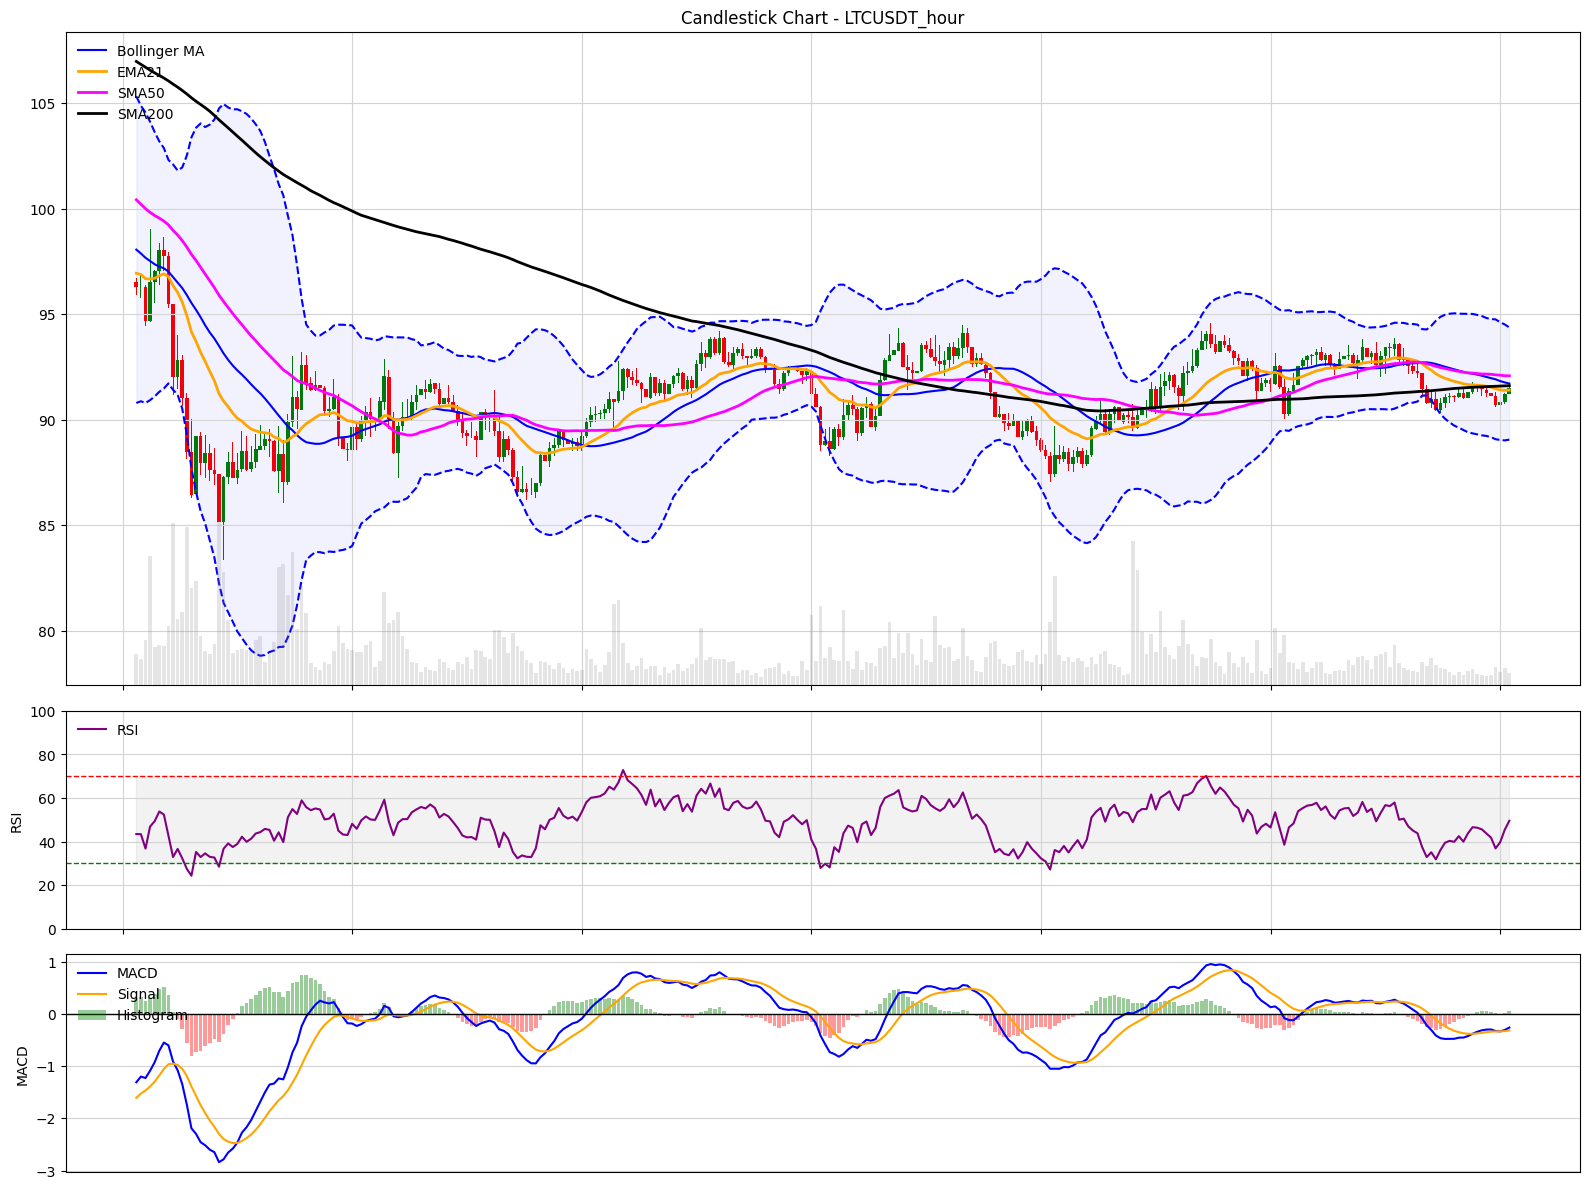 Candlestick Chart - LTCUSDT_hour
Bollinger MA
EMA21
SMA50
SMA200
105
100
95
90
85
80
RSI
100
80
60
40
20
0
RSI
MACD
Signal
Histogram
1
0
−1
−2
−3
MACD